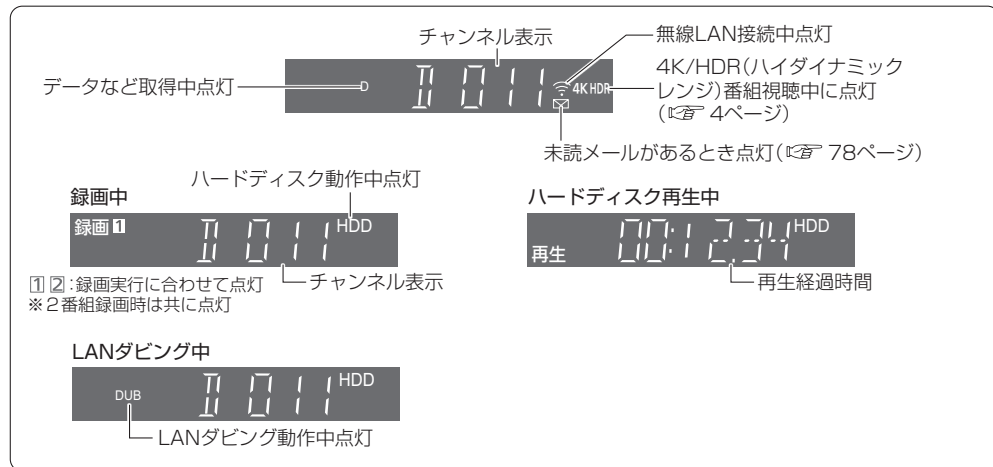 チャンネル表示
無線LAN接続中点灯
データなど取得中点灯
D
D 011
4K HDR
4K/HDR(ハイダイナミック
レンジ)番組視聴中に点灯
(☞ 4ページ)
未読メールがあるとき点灯(☞ 78ページ)
ハードディスク動作中点灯
録画中
録画 1
D 011
HDD
チャンネル表示
1 2:録画実行に合わせて点灯
※2番組録画時は共に点灯
ハードディスク再生中
再生
00:12.34
HDD
再生経過時間
LANダビング中
DUB
D 011
HDD
LANダビング動作中点灯